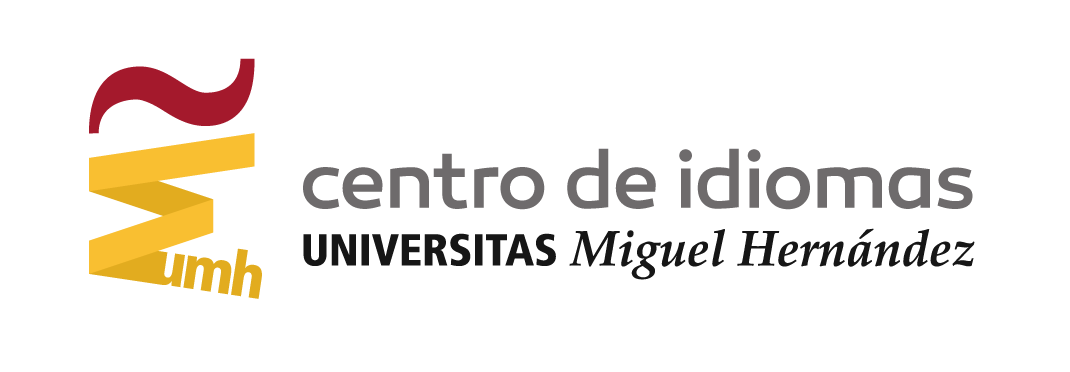 centro de idiomas
UNIVERSITAS Miguel Hernández
umh